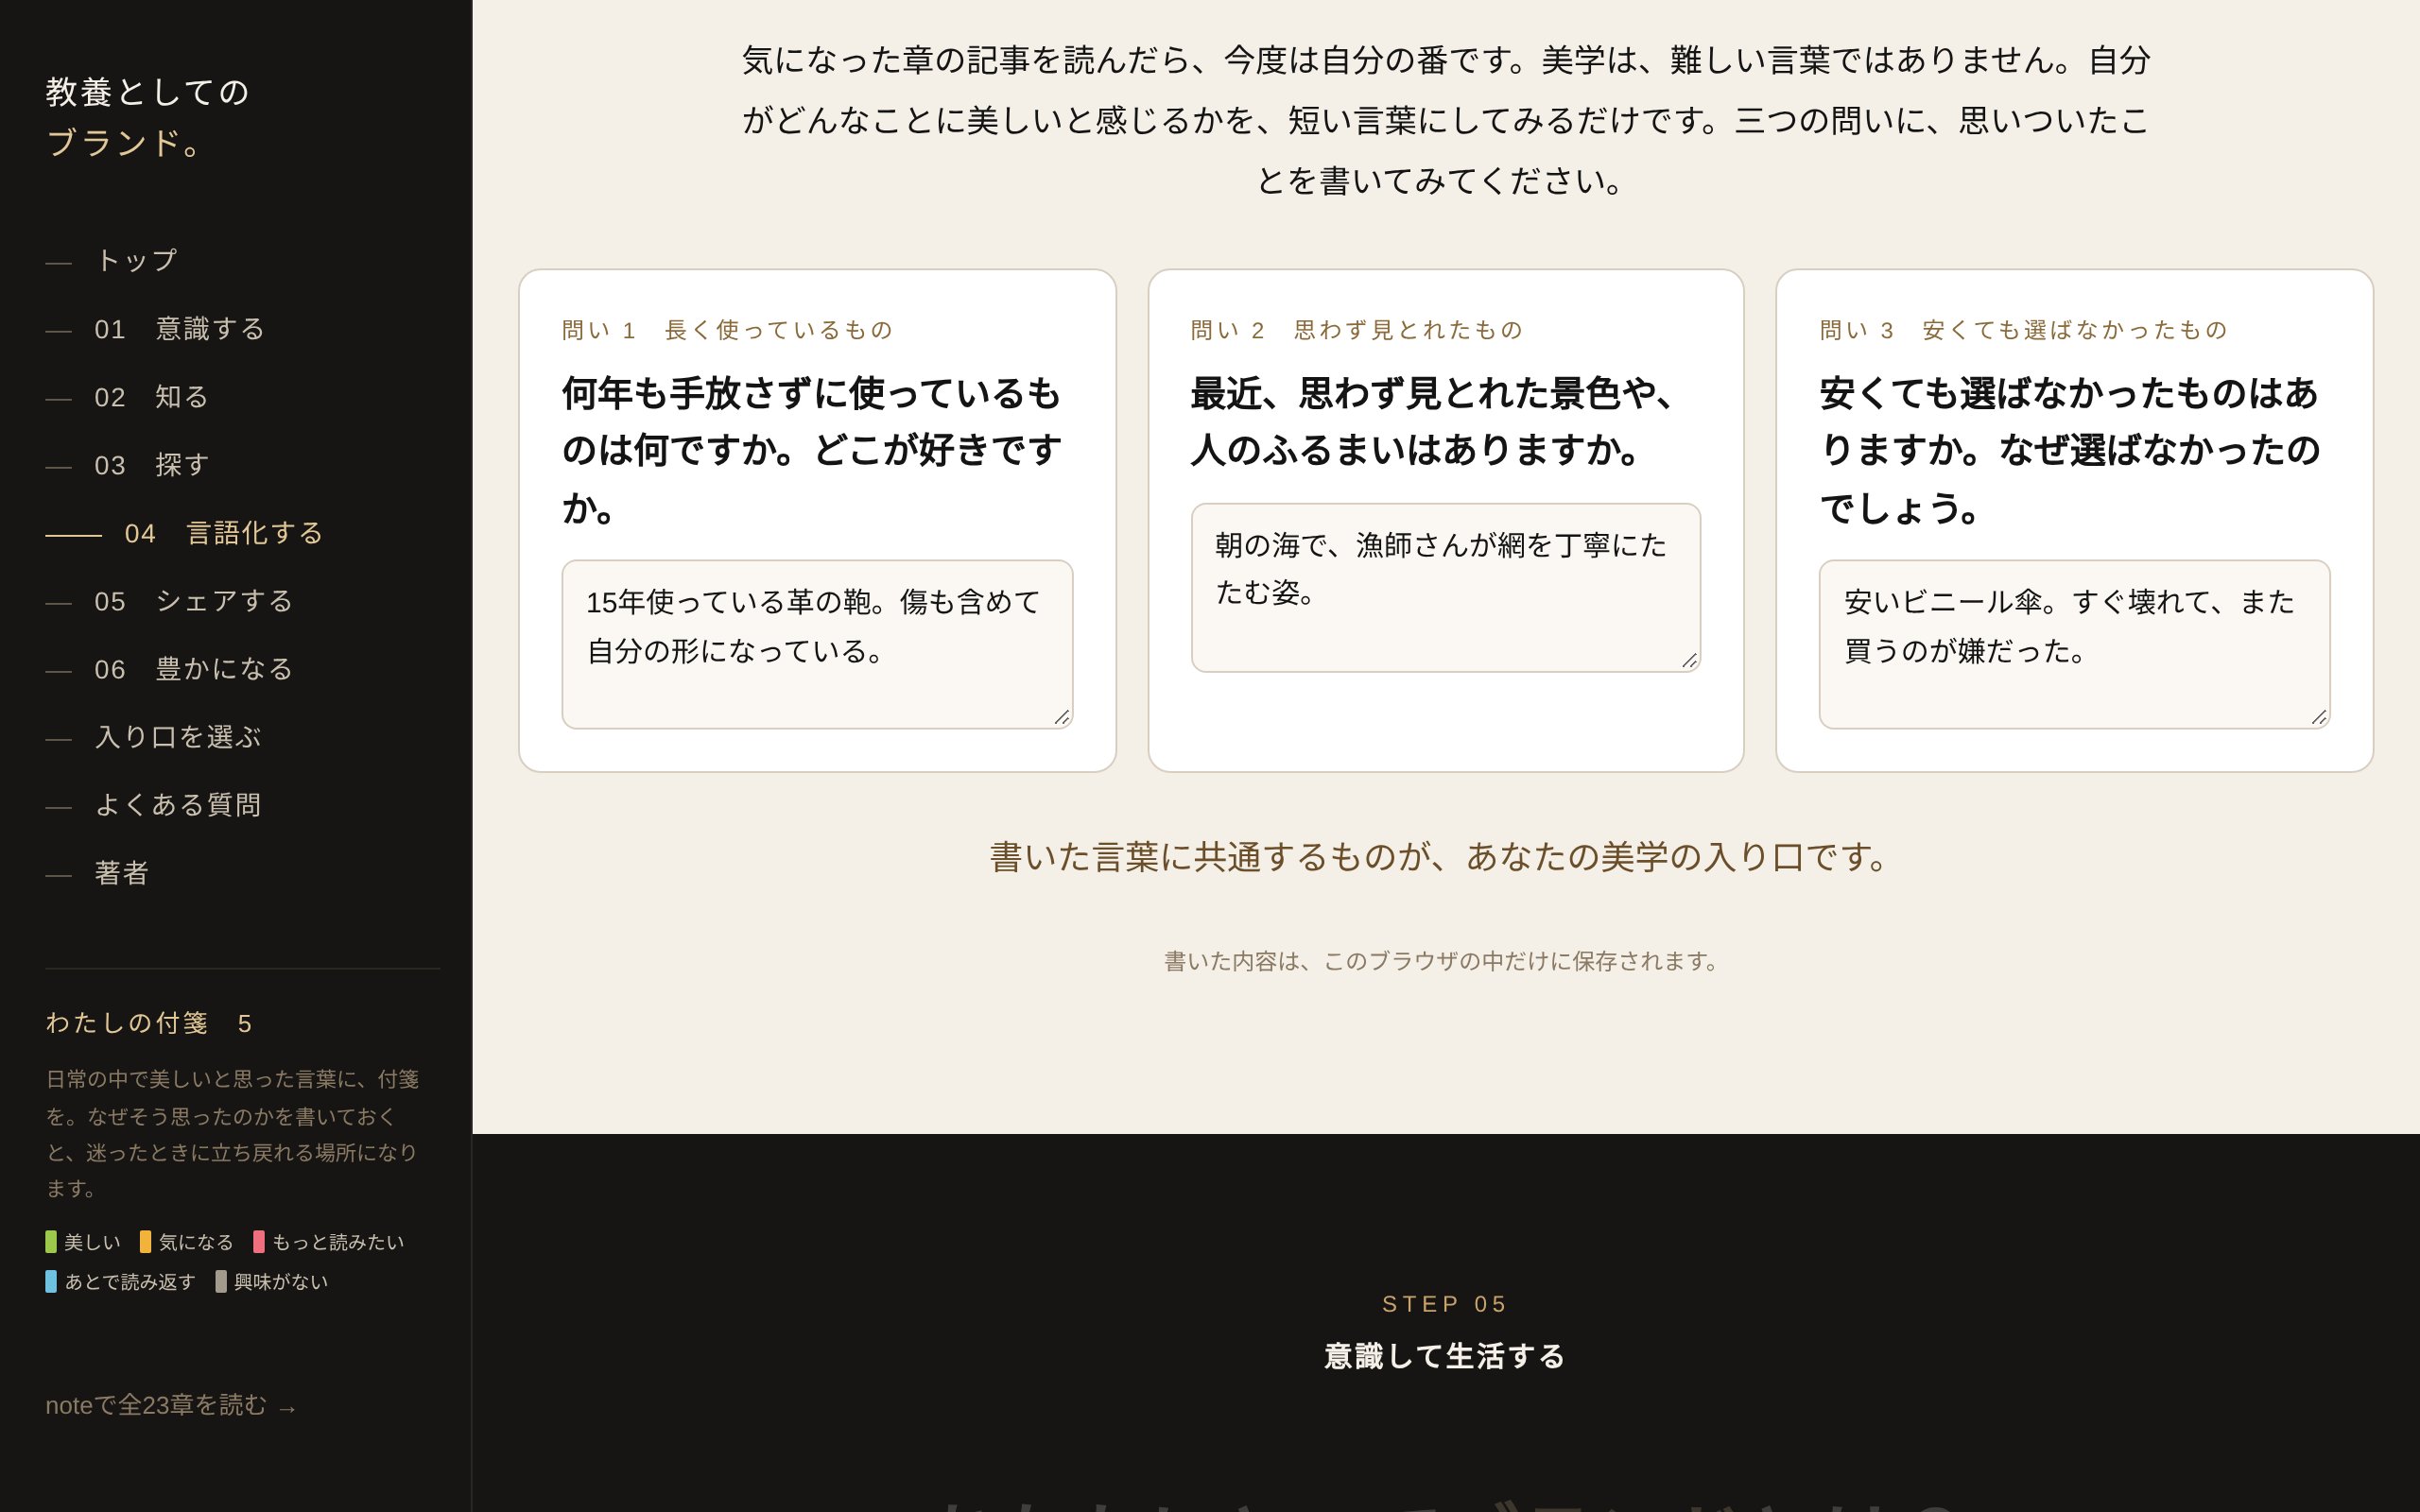 教養としての
ブランド。
トップ
01 意識する
02 知る
03 探す
04 言語化する
05 シェアする
06 豊かになる
入り口を選ぶ
よくある質問
著者
わたしの付箋 5
日常の中で美しいと思った言葉に、付箋
を。なぜそう思ったのかを書いておく
と、迷ったときに立ち戻れる場所になり
ます。
美しい 気になる もっと読みたい
あとで読み返す 興味がない
noteで全23章を読む →
気になった章の記事を読んだら、今度は自分の番です。美学は、難しい言葉ではありません。自分
がどんなことに美しいと感じるかを、短い言葉にしてみるだけです。三つの問いに、思いついたこ
とを書いてみてください。
問い 1 長く使っているもの
何年も手放さずに使っているも
のは何ですか。どこが好きです
か。
15年使っている革の鞄。傷も含めて
自分の形になっている。
問い 2 思わず見とれたもの
最近、思わず見とれた景色や、
人のふるまいはありますか。
朝の海で、漁師さんが網を丁寧にた
たむ姿。
問い 3 安くても選ばなかったもの
安くても選ばなかったものはあ
りますか。なぜ選ばなかったの
でしょう。
安いビニール傘。すぐ壊れて、また
買うのが嫌だった。
書いた言葉に共通するものが、あなたの美学の入り口です。
書いた内容は、このブラウザの中だけに保存されます。
STEP 05
意識して生活する